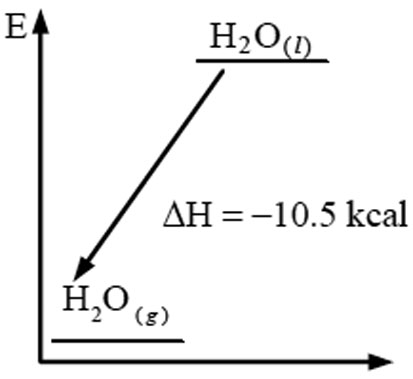 E
H₂O₍l₎
ΔH = −10.5 kcal
H₂O (g)